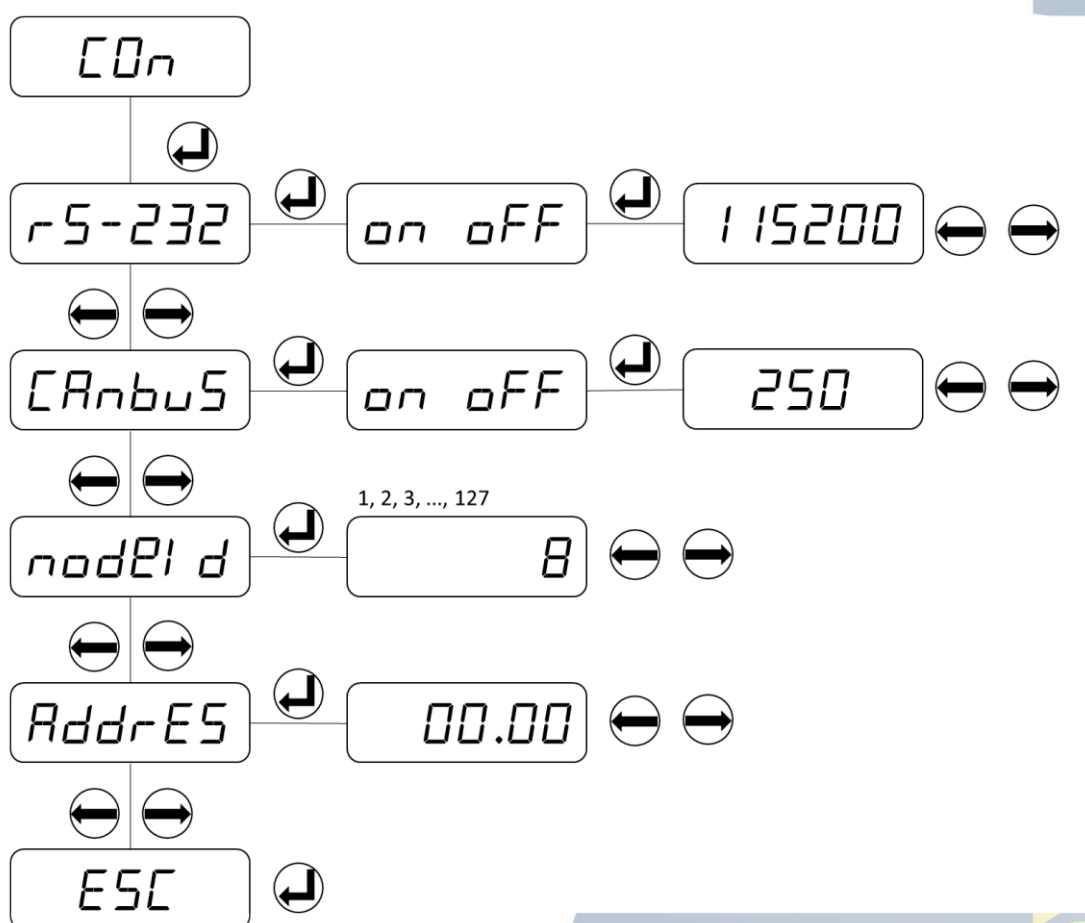 COn
rS-232 on oFF 115200
CAnbuS on oFF 250
1, 2, 3, ..., 127
nodeId 8
AddrES 00.00
ESC